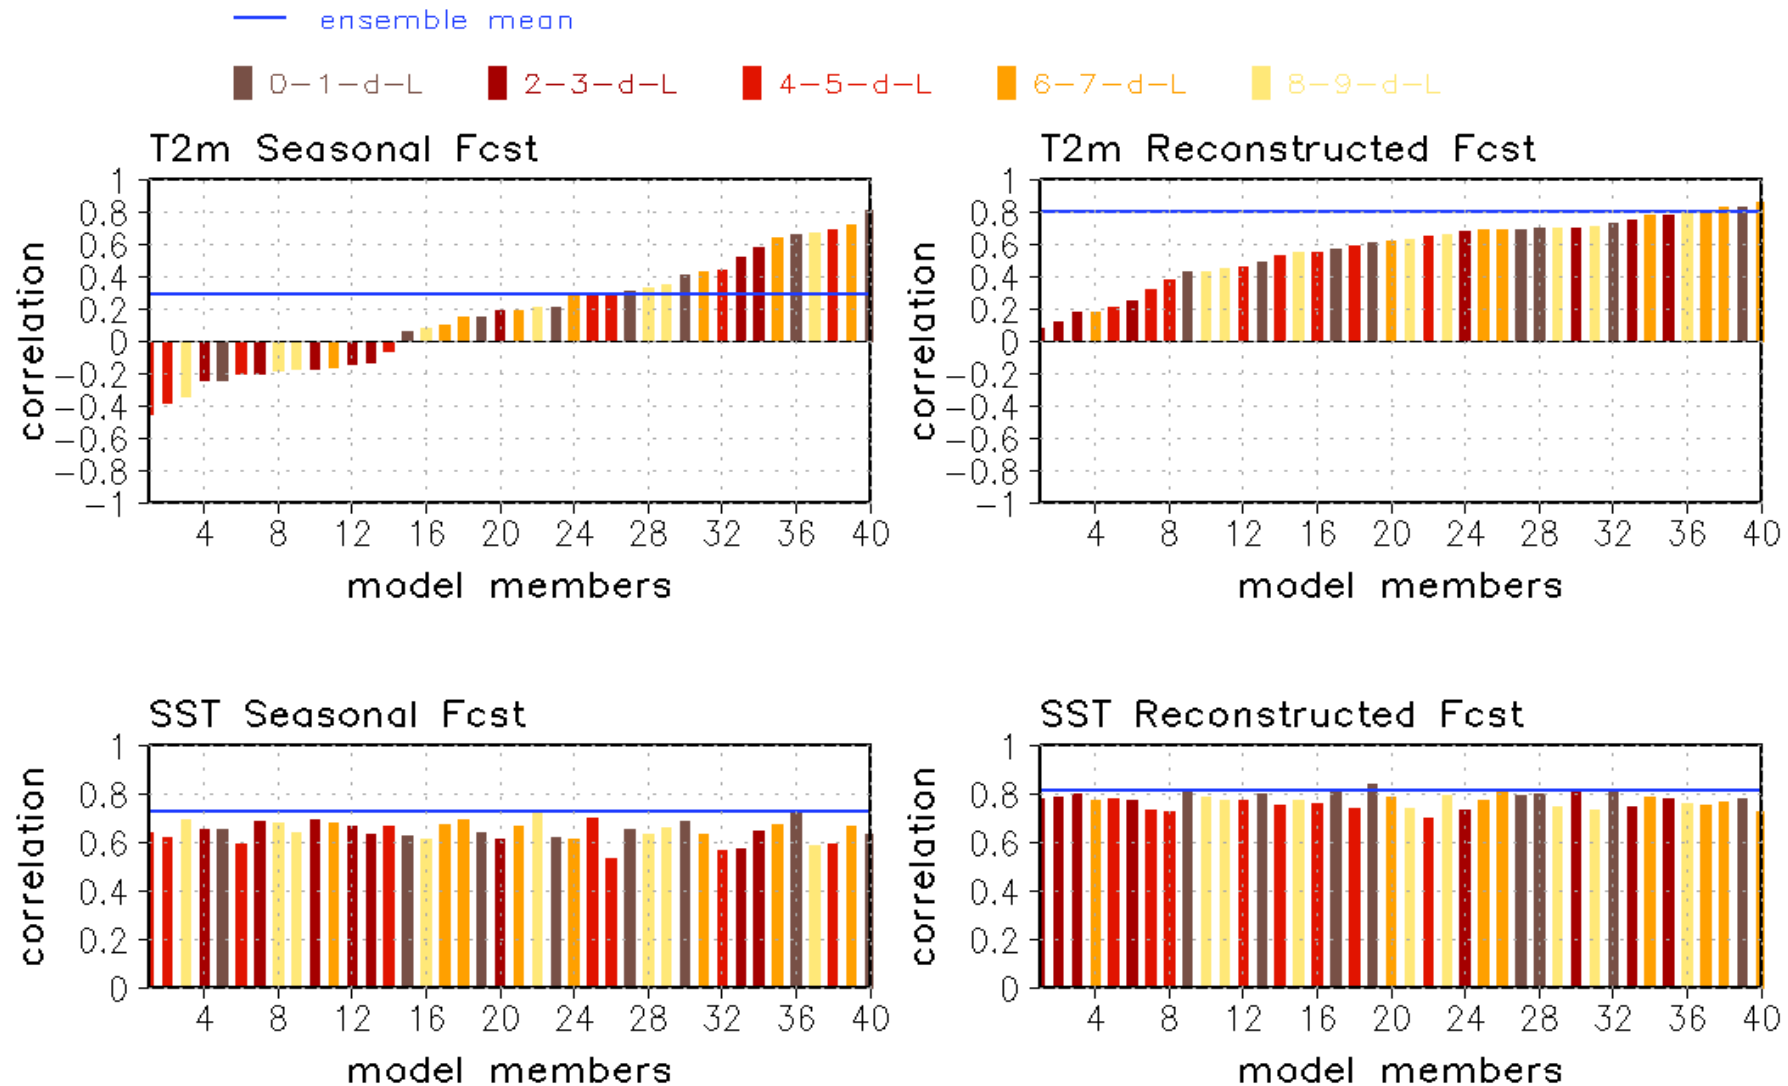 ensemble mean
0-1-d-L 2-3-d-L 4-5-d-L 6-7-d-L 8-9-d-L
T2m Seasonal Fcst
correlation
1
0.8
0.6
0.4
0.2
0
-0.2
-0.4
-0.6
-0.8
-1
4 8 12 16 20 24 28 32 36 40
model members
T2m Reconstructed Fcst
correlation
1
0.8
0.6
0.4
0.2
0
-0.2
-0.4
-0.6
-0.8
-1
4 8 12 16 20 24 28 32 36 40
model members
SST Seasonal Fcst
correlation
1
0.8
0.6
0.4
0.2
0
4 8 12 16 20 24 28 32 36 40
model members
SST Reconstructed Fcst
correlation
1
0.8
0.6
0.4
0.2
0
4 8 12 16 20 24 28 32 36 40
model members